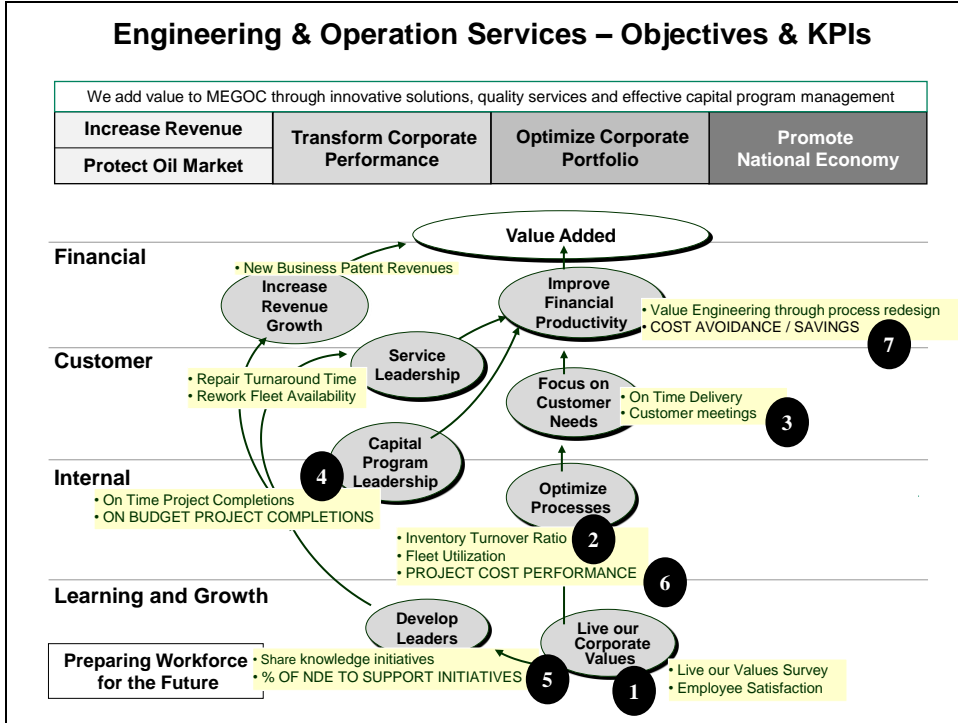 Engineering & Operation Services – Objectives & KPIs
We add value to MEGOC through innovative solutions, quality services and effective capital program management
Increase Revenue
Protect Oil Market
Transform Corporate
Performance
Optimize Corporate
Portfolio
Promote
National Economy
Value Added
Financial
• New Business Patent Revenues
Increase
Revenue
Growth
Improve
Financial
Productivity
• Value Engineering through process redesign
• COST AVOIDANCE / SAVINGS
7
Customer
Service
Leadership
• Repair Turnaround Time
• Rework Fleet Availability
Focus on
Customer
Needs
• On Time Delivery
• Customer meetings
3
Capital
Program
Leadership
4
Internal
• On Time Project Completions
• ON BUDGET PROJECT COMPLETIONS
Optimize
Processes
2
• Inventory Turnover Ratio
• Fleet Utilization
• PROJECT COST PERFORMANCE
6
Learning and Growth
Develop
Leaders
Live our
Corporate
Values
Preparing Workforce
for the Future
• Share knowledge initiatives
• % OF NDE TO SUPPORT INITIATIVES
5
1
• Live our Values Survey
• Employee Satisfaction